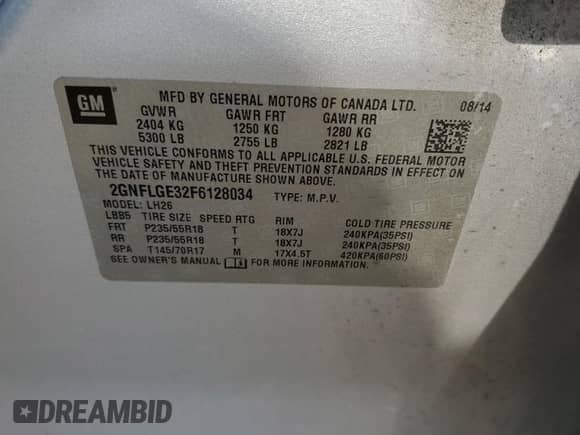 GM
MFD BY GENERAL MOTORS OF CANADA LTD. 08/14
GVWR GAWR FRT GAWR RR
2404 KG 1250 KG 1280 KG
5300 LB 2755 LB 2821 LB
THIS VEHICLE CONFORMS TO ALL APPLICABLE U.S. FEDERAL MOTOR
VEHICLE SAFETY AND THEFT PREVENTION STANDARDS IN EFFECT ON
THE DATE OF MANUFACTURE SHOWN ABOVE.
2GNFLGE32F6128034 TYPE: M.P.V.
MODEL: LH26
LBB5 TIRE SIZE SPEED RTG RIM COLD TIRE PRESSURE
FRT P235/55R18 T 18X7J 240KPA(35PSI)
RR P235/55R18 T 18X7J 240KPA(35PSI)
SPA T145/70R17 M 17X4.5T 420KPA(60PSI)
SEE OWNER'S MANUAL FOR MORE INFORMATION.
DREAMBID